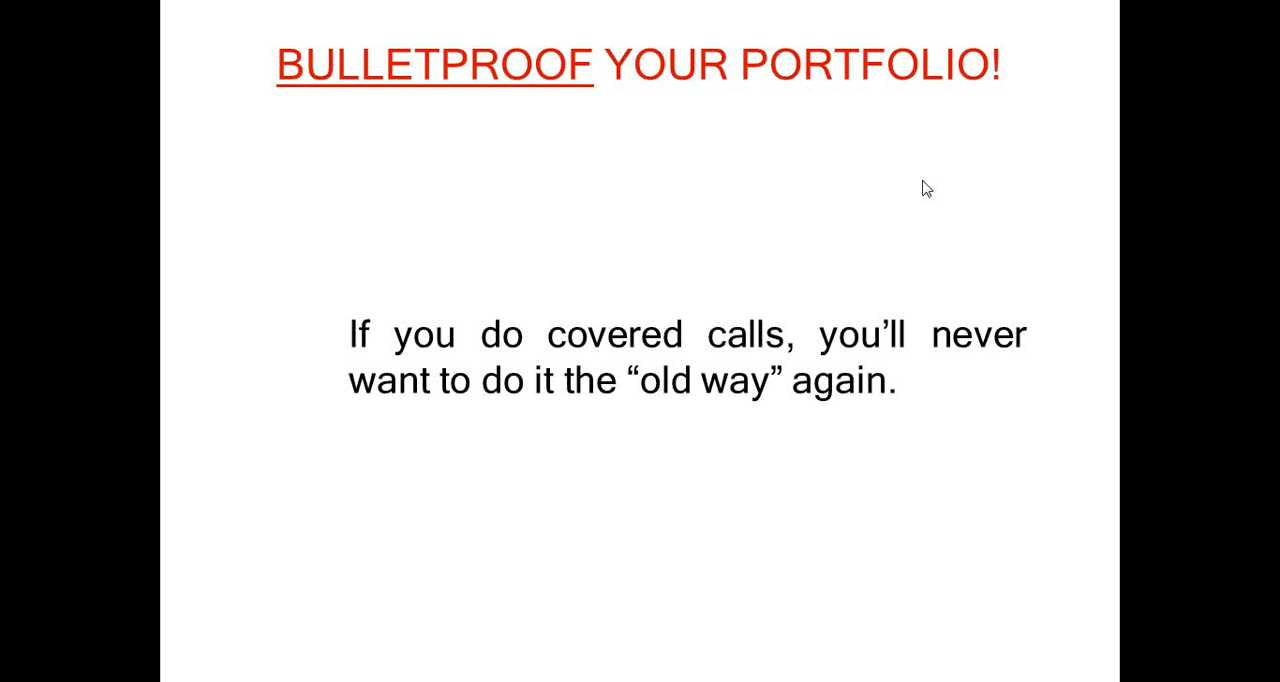 BULLETPROOF YOUR PORTFOLIO!
If you do covered calls, you’ll never
want to do it the “old way” again.